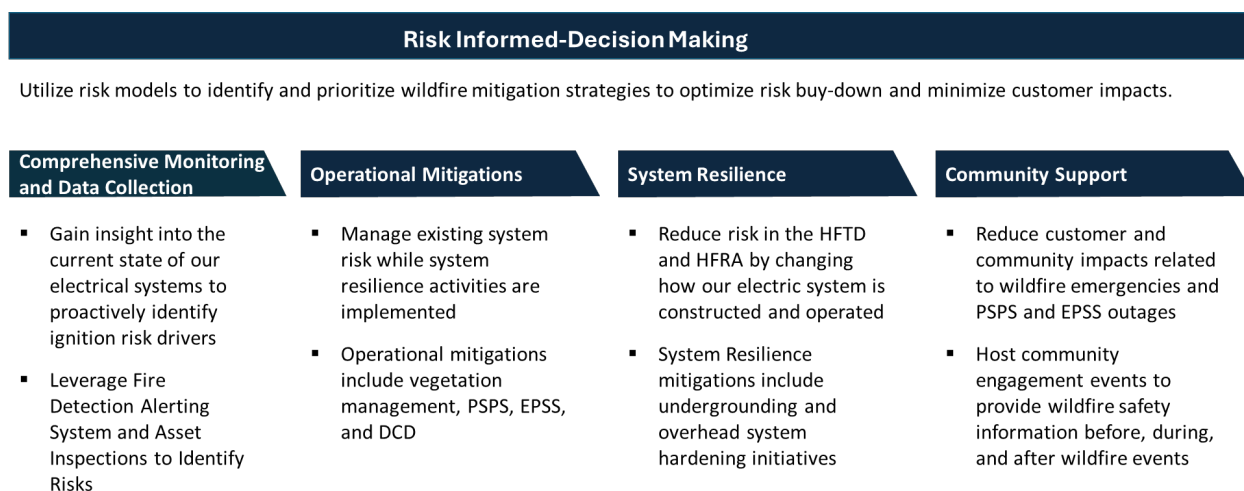 Risk Informed-Decision Making
Utilize risk models to identify and prioritize wildfire mitigation strategies to optimize risk buy-down and minimize customer impacts.
Comprehensive Monitoring
and Data Collection
▪ Gain insight into the
current state of our
electrical systems to
proactively identify
ignition risk drivers
▪ Leverage Fire
Detection Alerting
System and Asset
Inspections to Identify
Risks
Operational Mitigations
▪ Manage existing system
risk while system
resilience activities are
implemented
▪ Operational mitigations
include vegetation
management, PSPS, EPSS,
and DCD
System Resilience
▪ Reduce risk in the HFTD
and HFRA by changing
how our electric system is
constructed and operated
▪ System Resilience
mitigations include
undergrounding and
overhead system
hardening initiatives
Community Support
▪ Reduce customer and
community impacts related
to wildfire emergencies and
PSPS and EPSS outages
▪ Host community
engagement events to
provide wildfire safety
information before, during,
and after wildfire events